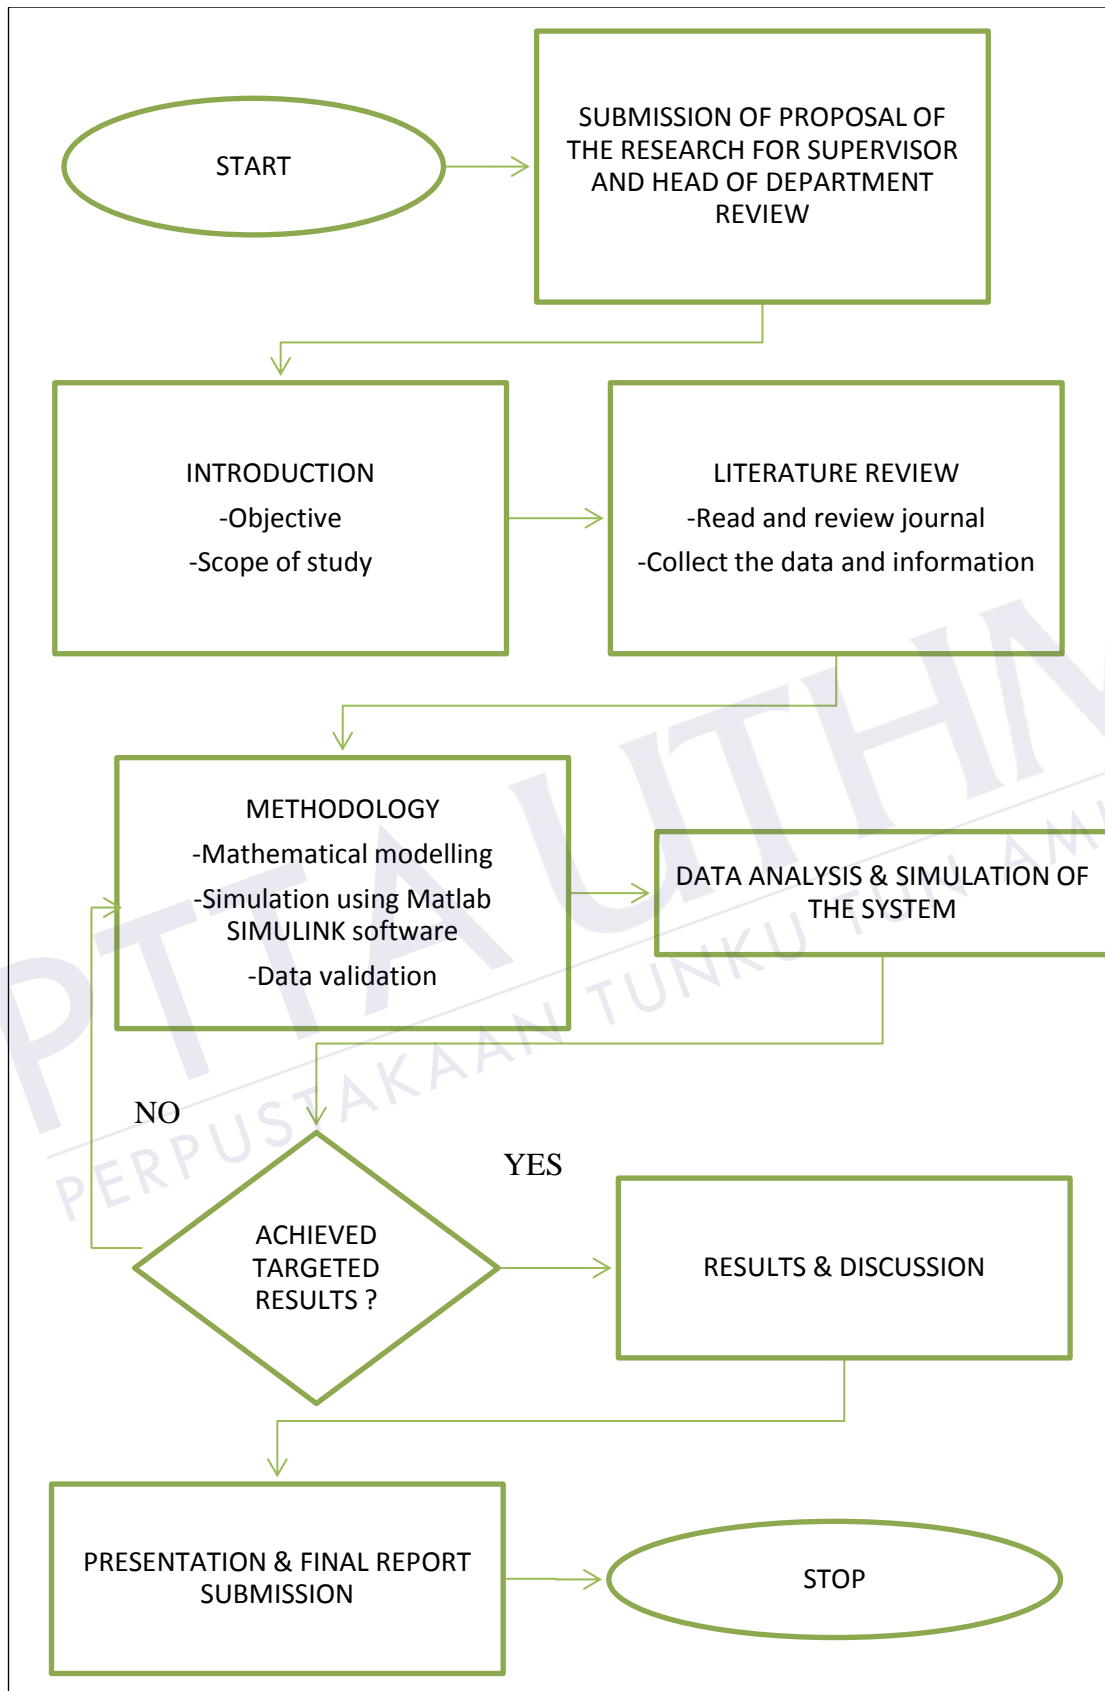 START
SUBMISSION OF PROPOSAL OF
THE RESEARCH FOR SUPERVISOR
AND HEAD OF DEPARTMENT
REVIEW
INTRODUCTION
-Objective
-Scope of study
LITERATURE REVIEW
-Read and review journal
-Collect the data and information
METHODOLOGY
-Mathematical modelling
-Simulation using Matlab
SIMULINK software
-Data validation
DATA ANALYSIS & SIMULATION OF
THE SYSTEM
NO
YES
ACHIEVED
TARGETED
RESULTS ?
RESULTS & DISCUSSION
PRESENTATION & FINAL REPORT
SUBMISSION
STOP
PTTA UTHM
PERPUSTAKAAN TUNKU TUN